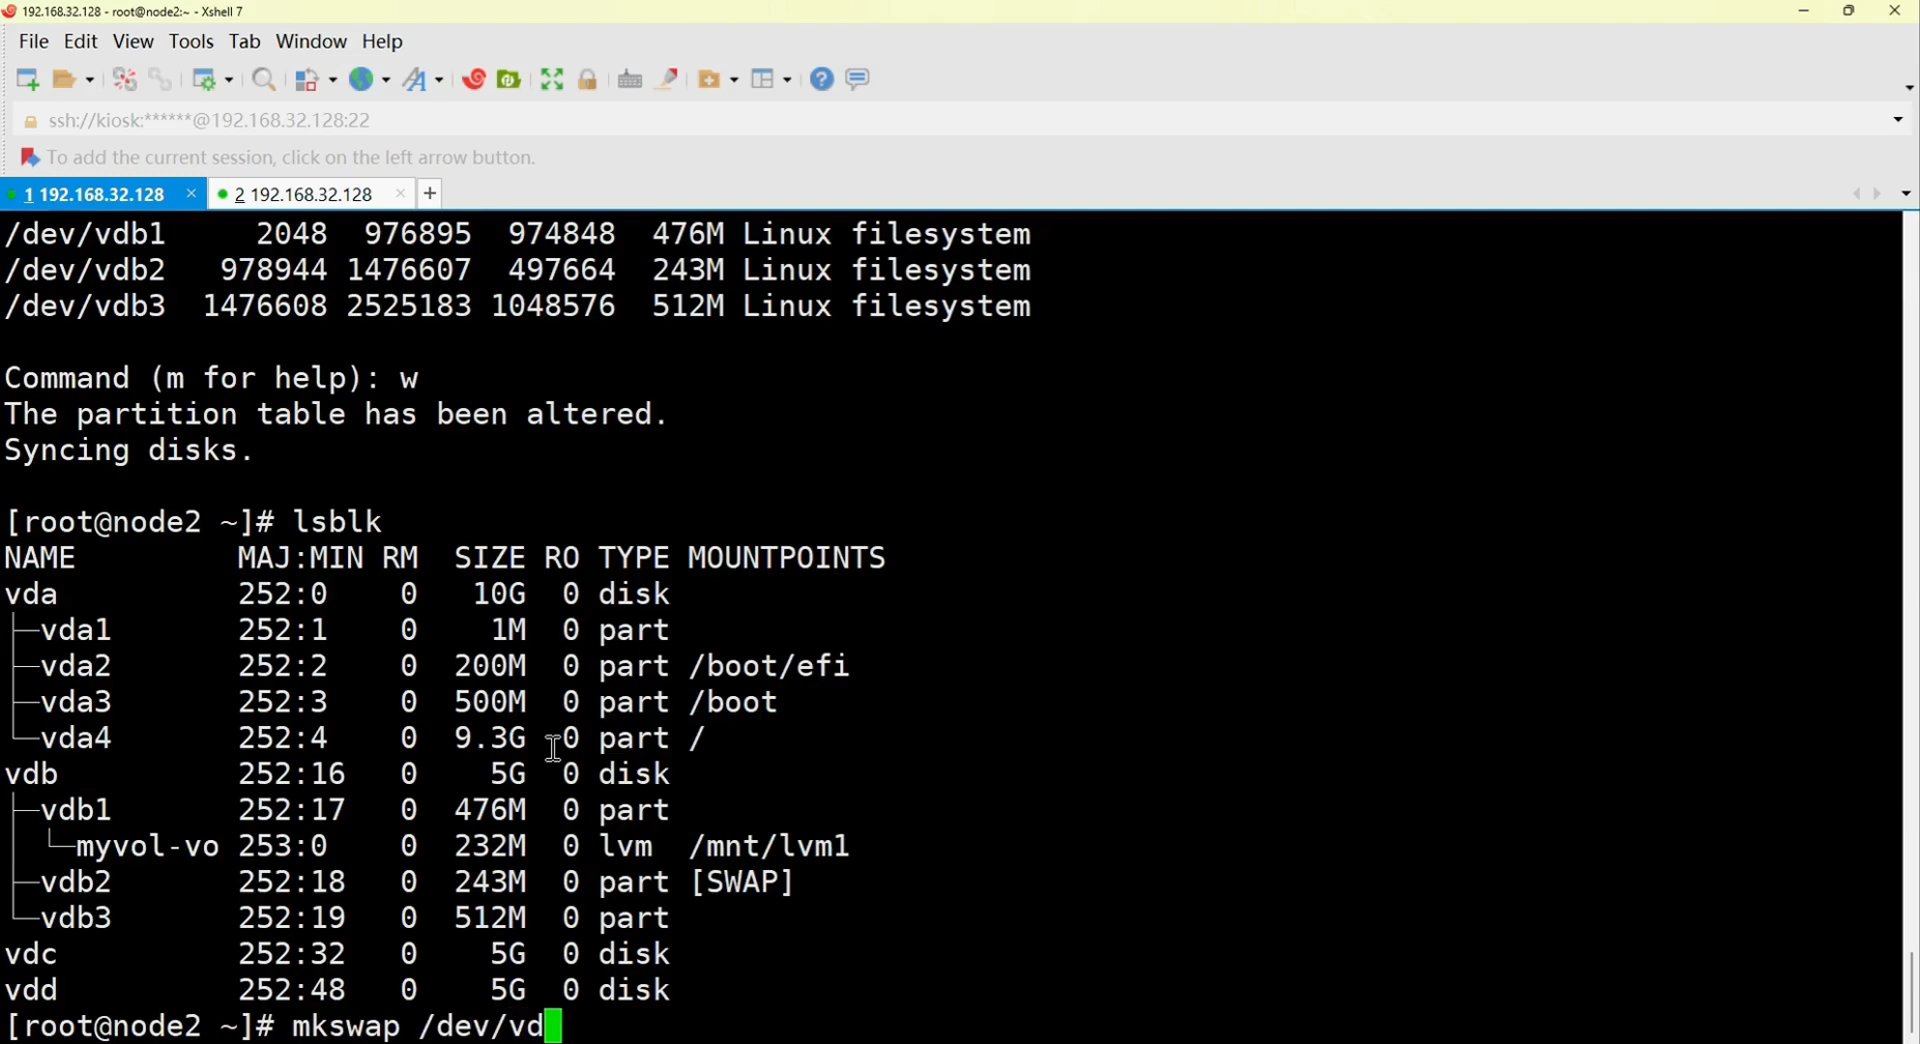 192.168.32.128 - root@node2:~ - Xshell 7
File Edit View Tools Tab Window Help
ssh://kiosk:******@192.168.32.128:22
To add the current session, click on the left arrow button.
1 192.168.32.128 × 2 192.168.32.128 × +
/dev/vdb1 2048 976895 974848 476M Linux filesystem
/dev/vdb2 978944 1476607 497664 243M Linux filesystem
/dev/vdb3 1476608 2525183 1048576 512M Linux filesystem
Command (m for help): w
The partition table has been altered.
Syncing disks.
[root@node2 ~]# lsblk
NAME MAJ:MIN RM SIZE RO TYPE MOUNTPOINTS
vda 252:0 0 10G 0 disk
├─vda1 252:1 0 1M 0 part
├─vda2 252:2 0 200M 0 part /boot/efi
├─vda3 252:3 0 500M 0 part /boot
└─vda4 252:4 0 9.3G 0 part /
vdb 252:16 0 5G 0 disk
├─vdb1 252:17 0 476M 0 part
│ └─myvol-vo 253:0 0 232M 0 lvm /mnt/lvm1
├─vdb2 252:18 0 243M 0 part [SWAP]
└─vdb3 252:19 0 512M 0 part
vdc 252:32 0 5G 0 disk
vdd 252:48 0 5G 0 disk
[root@node2 ~]# mkswap /dev/vd